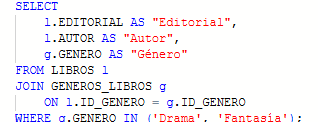 SELECT
l.EDITORIAL AS "Editorial",
l.AUTOR AS "Autor",
g.GENERO AS "Género"
FROM LIBROS l
JOIN GENEROS_LIBROS g
ON l.ID_GENERO = g.ID_GENERO
WHERE g.GENERO IN ('Drama', 'Fantasía');